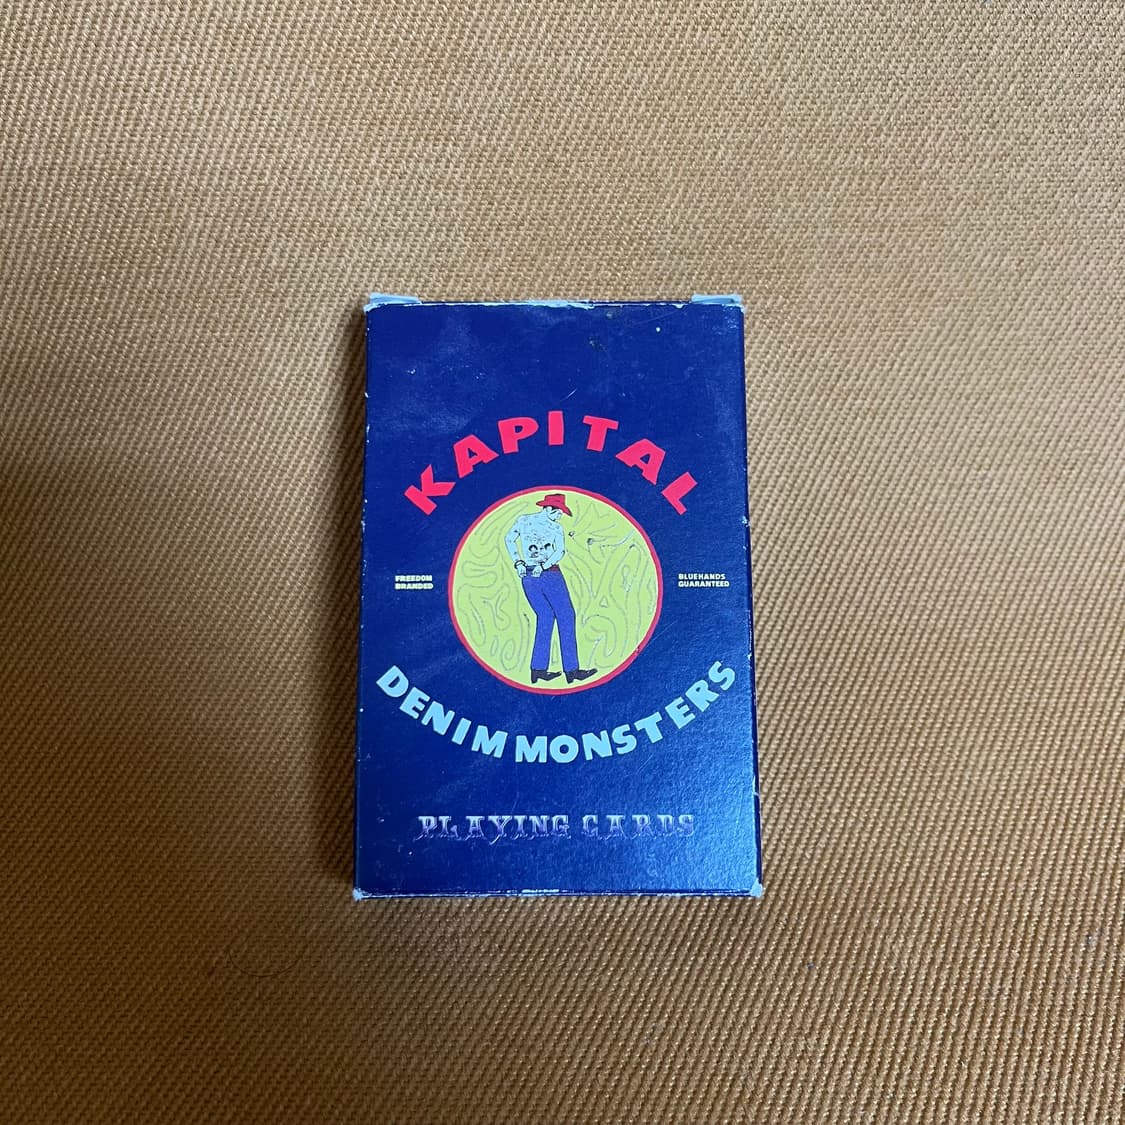 KAPITAL
FREEDOM
BRANDED
BLUEHANDS
GUARANTEED
DENIM MONSTERS
PLAYING CARDS